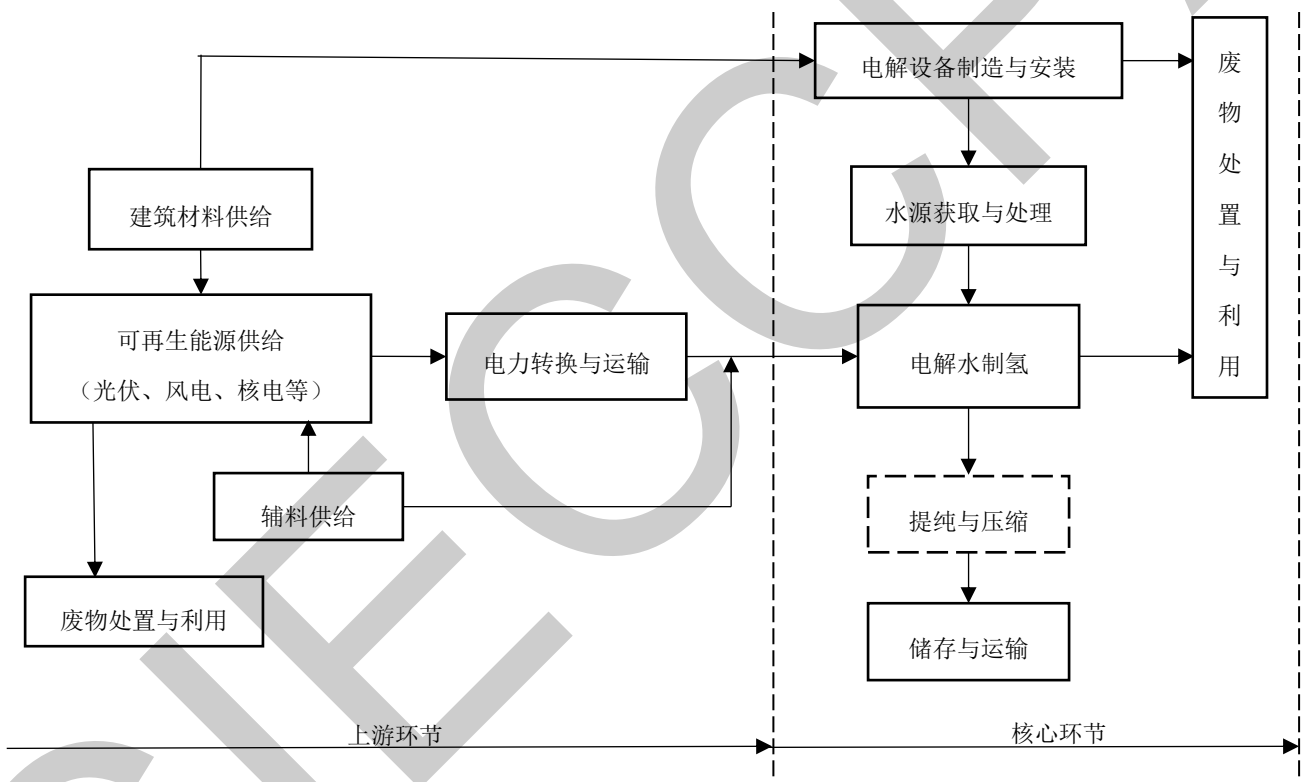 电解设备制造与安装
废物处置与利用
建筑材料供给
水源获取与处理
可再生能源供给
（光伏、风电、核电等）
电力转换与运输
电解水制氢
辅料供给
提纯与压缩
废物处置与利用
储存与运输
上游环节
核心环节